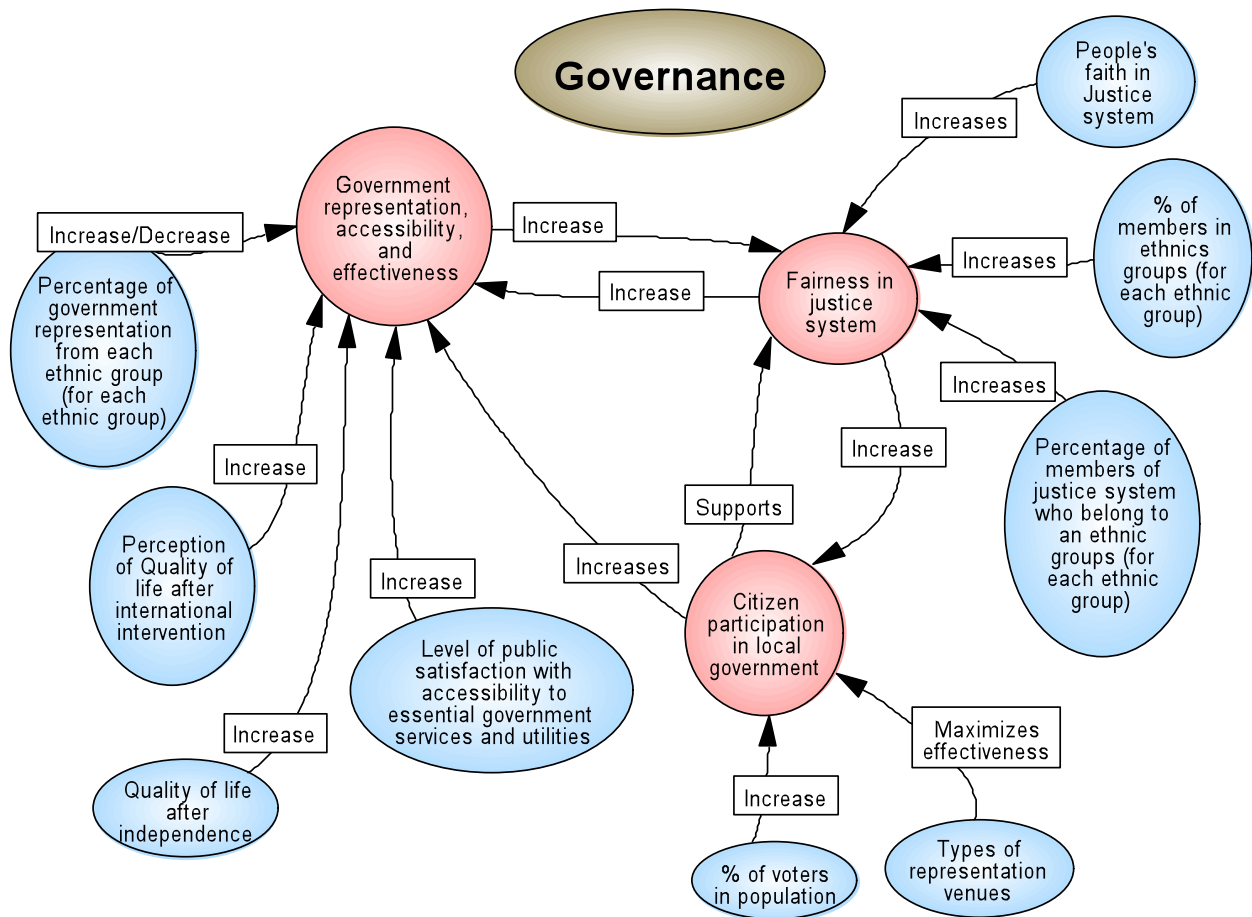 Governance
People's
faith in
Justice
system
Increases
Government
representation,
accessibility,
and
effectiveness
Increase
% of
members in
ethnics
groups (for
each ethnic
group)
Increases
Increase/Decrease
Percentage of
government
representation
from each
ethnic group
(for each
ethnic group)
Increase
Fairness in
justice
system
Increases
Percentage of
members of
justice system
who belong to
an ethnic
groups (for
each ethnic
group)
Increase
Increase
Supports
Perception
of Quality of
life after
international
intervention
Increase
Increases
Citizen
participation
in local
government
Level of public
satisfaction with
accessibility to
essential government
services and utilities
Increase
Maximizes
effectiveness
Quality of life
after
independence
Increase
% of voters
in population
Types of
representation
venues